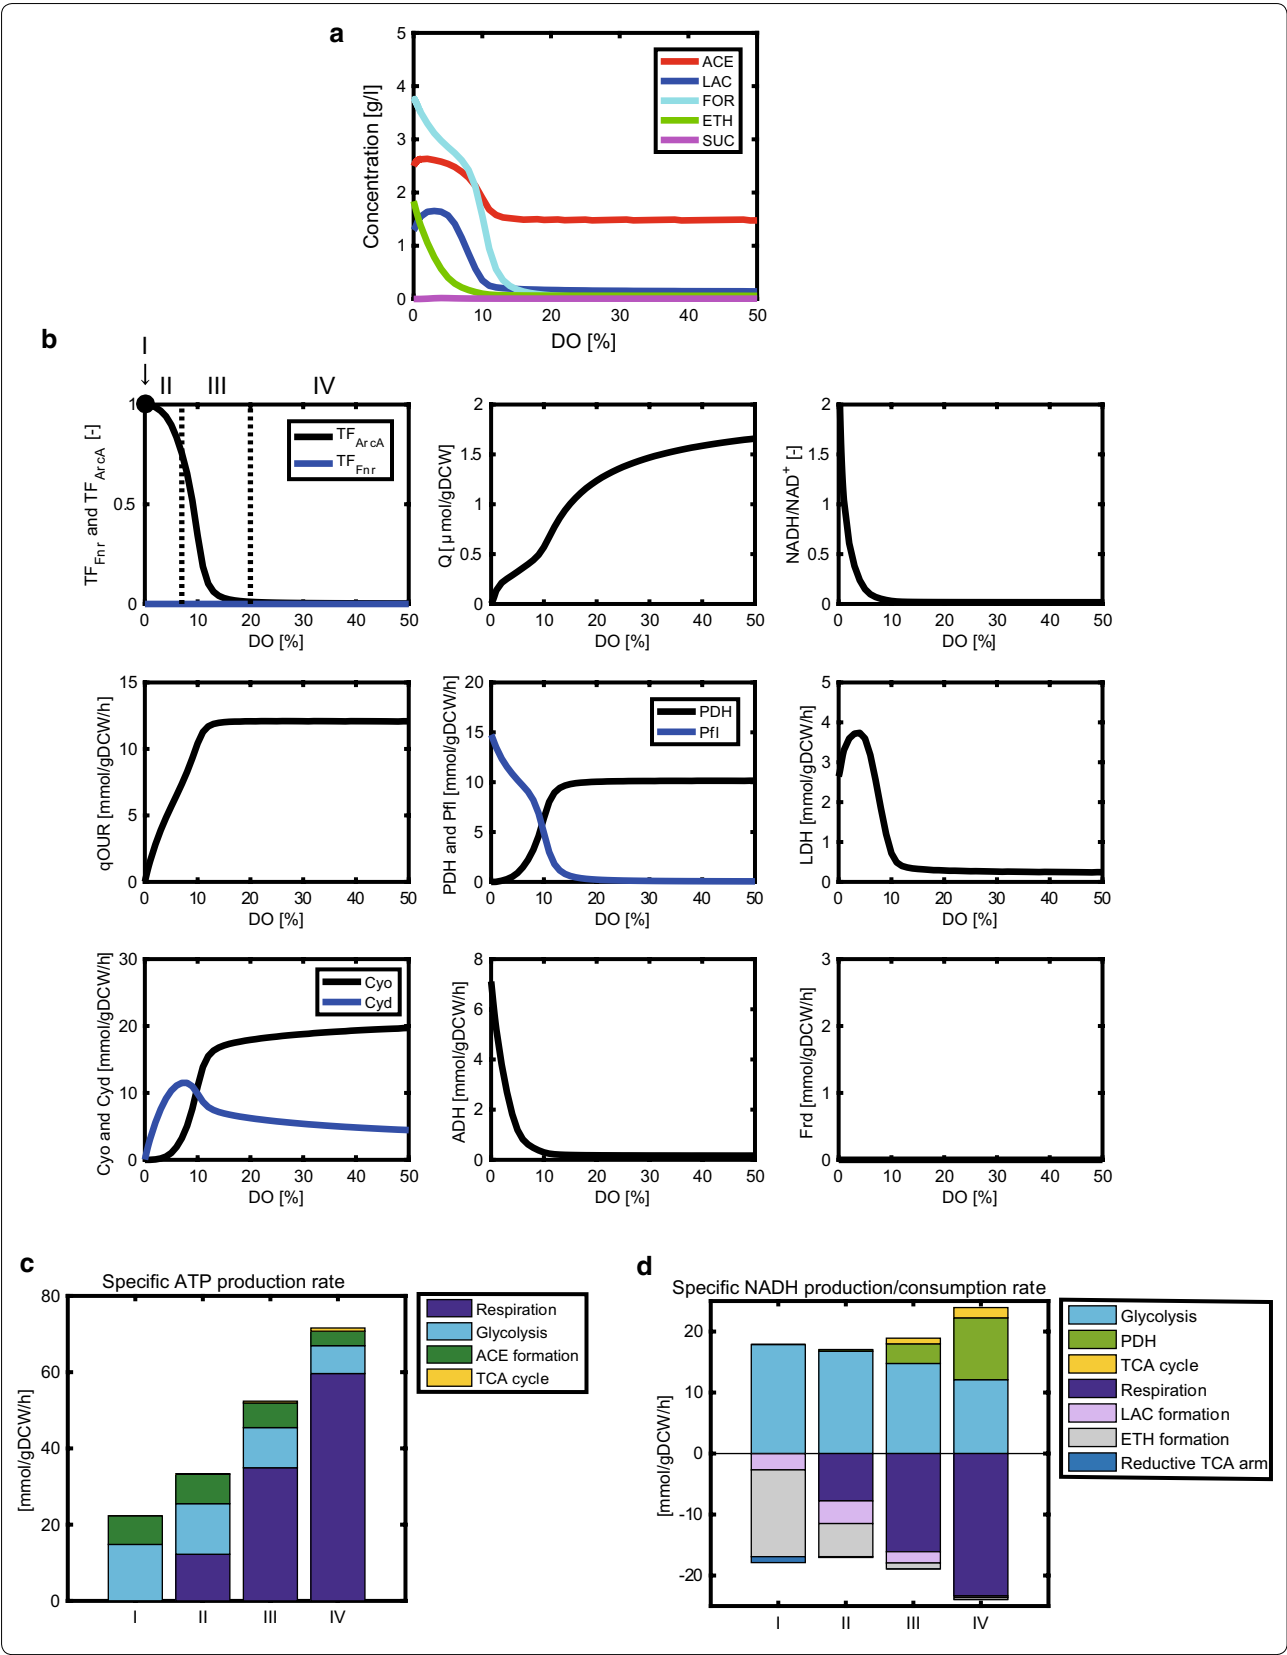 a
5
4
3
2
1
0
Concentration [g/l]
ACE
LAC
FOR
ETH
SUC
0 10 20 30 40 50
DO [%]
b
I
↓
II III IV
1
0.5
0
TF_Fnr and TF_ArcA [-]
TF_ArcA
TF_Fnr
0 10 20 30 40 50
DO [%]
2
1.5
1
0.5
0
Q [µmol/gDCW]
0 10 20 30 40 50
DO [%]
2
1.5
1
0.5
0
NADH/NAD⁺ [-]
0 10 20 30 40 50
DO [%]
15
10
5
0
qOUR [mmol/gDCW/h]
0 10 20 30 40 50
DO [%]
20
15
10
5
0
PDH and Pfl [mmol/gDCW/h]
PDH
Pfl
0 10 20 30 40 50
DO [%]
5
4
3
2
1
0
LDH [mmol/gDCW/h]
0 10 20 30 40 50
DO [%]
30
20
10
0
Cyo and Cyd [mmol/gDCW/h]
Cyo
Cyd
0 10 20 30 40 50
DO [%]
8
6
4
2
0
ADH [mmol/gDCW/h]
0 10 20 30 40 50
DO [%]
3
2
1
0
Frd [mmol/gDCW/h]
0 10 20 30 40 50
DO [%]
c
Specific ATP production rate
80
60
40
20
0
[mmol/gDCW/h]
I II III IV
Respiration
Glycolysis
ACE formation
TCA cycle
d
Specific NADH production/consumption rate
20
10
0
-10
-20
[mmol/gDCW/h]
I II III IV
Glycolysis
PDH
TCA cycle
Respiration
LAC formation
ETH formation
Reductive TCA arm